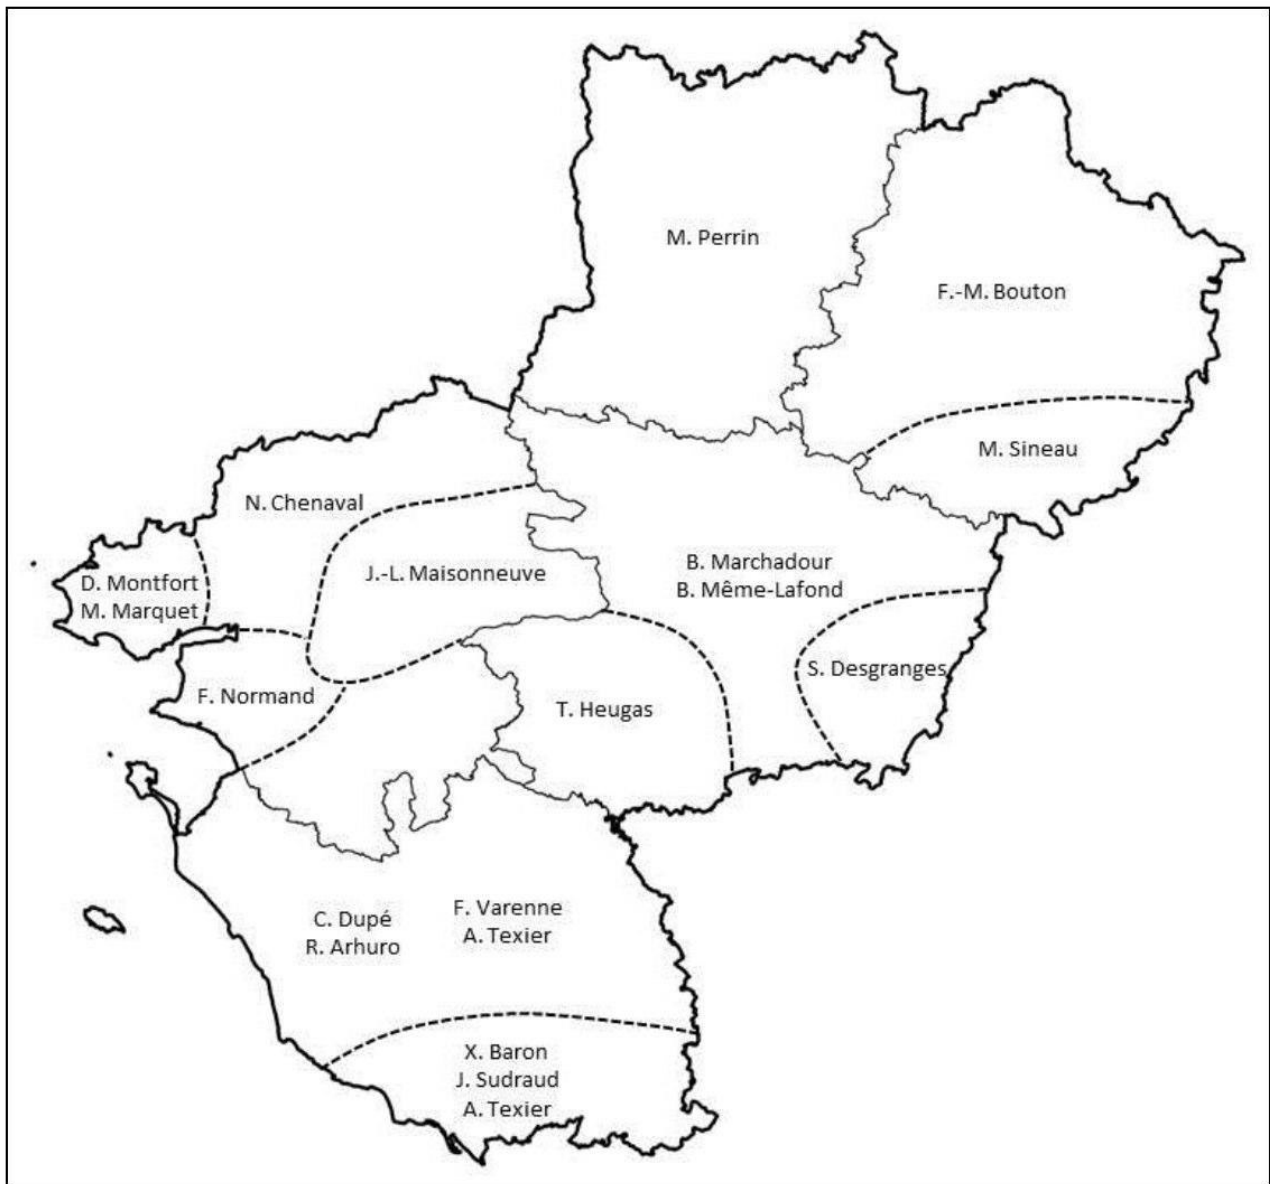 M. Perrin
F.-M. Bouton
M. Sineau
N. Chenaval
J.-L. Maisonneuve
B. Marchadour
B. Même-Lafond
D. Montfort
M. Marquet
S. Desgranges
F. Normand
T. Heugas
C. Dupé
R. Arhuro
F. Varenne
A. Texier
X. Baron
J. Sudraud
A. Texier